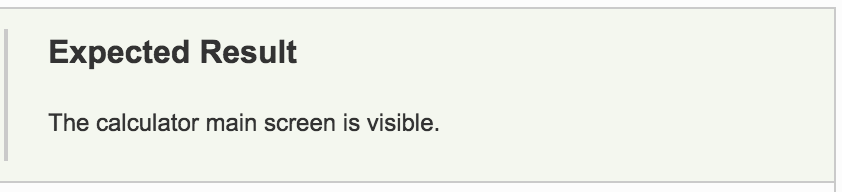 Expected Result
The calculator main screen is visible.